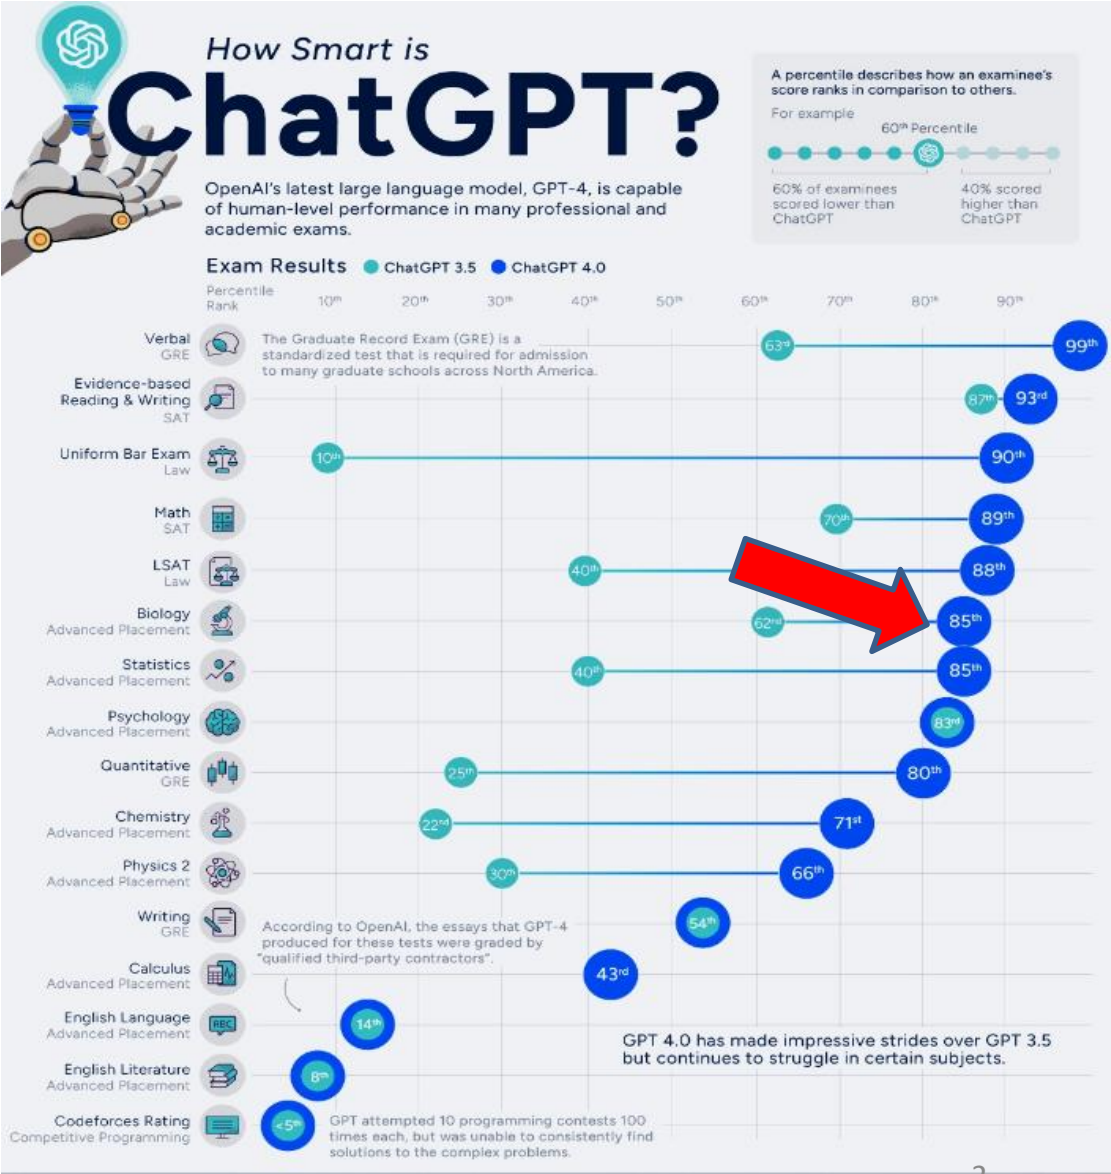 How Smart is
ChatGPT?
OpenAI's latest large language model, GPT-4, is capable
of human-level performance in many professional and
academic exams.
A percentile describes how an examinee's
score ranks in comparison to others.
For example
60th Percentile
60% of examinees
scored lower than
ChatGPT
40% scored
higher than
ChatGPT
Exam Results ChatGPT 3.5 ChatGPT 4.0
Percentile
Rank
10th 20th 30th 40th 50th 60th 70th 80th 90th
Verbal
GRE
The Graduate Record Exam (GRE) is a
standardized test that is required for admission
to many graduate schools across North America.
63rd 99th
Evidence-based
Reading & Writing
SAT
87th 93rd
Uniform Bar Exam
Law
10th 90th
Math
SAT
70th 89th
LSAT
Law
40th 88th
Biology
Advanced Placement
62nd 85th
Statistics
Advanced Placement
40th 85th
Psychology
Advanced Placement
83rd
Quantitative
GRE
25th 80th
Chemistry
Advanced Placement
22nd 71st
Physics 2
Advanced Placement
30th 66th
Writing
GRE
54th
According to OpenAI, the essays that GPT-4
produced for these tests were graded by
"qualified third-party contractors".
Calculus
Advanced Placement
43rd
English Language
Advanced Placement
ABC
14th
GPT 4.0 has made impressive strides over GPT 3.5
but continues to struggle in certain subjects.
English Literature
Advanced Placement
8th
Codeforces Rating
Competitive Programming
<5th
GPT attempted 10 programming contests 100
times each, but was unable to consistently find
solutions to the complex problems.